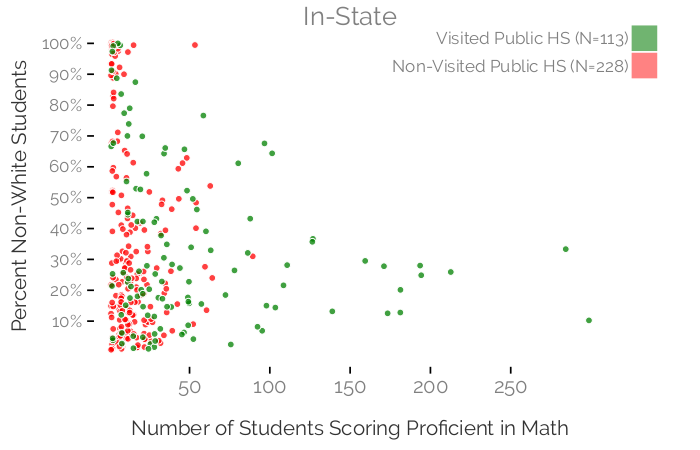 In-State
Visited Public HS (N=113)
Non-Visited Public HS (N=228)
Percent Non-White Students
100%
90%
80%
70%
60%
50%
40%
30%
20%
10%
50 100 150 200 250
Number of Students Scoring Proficient in Math